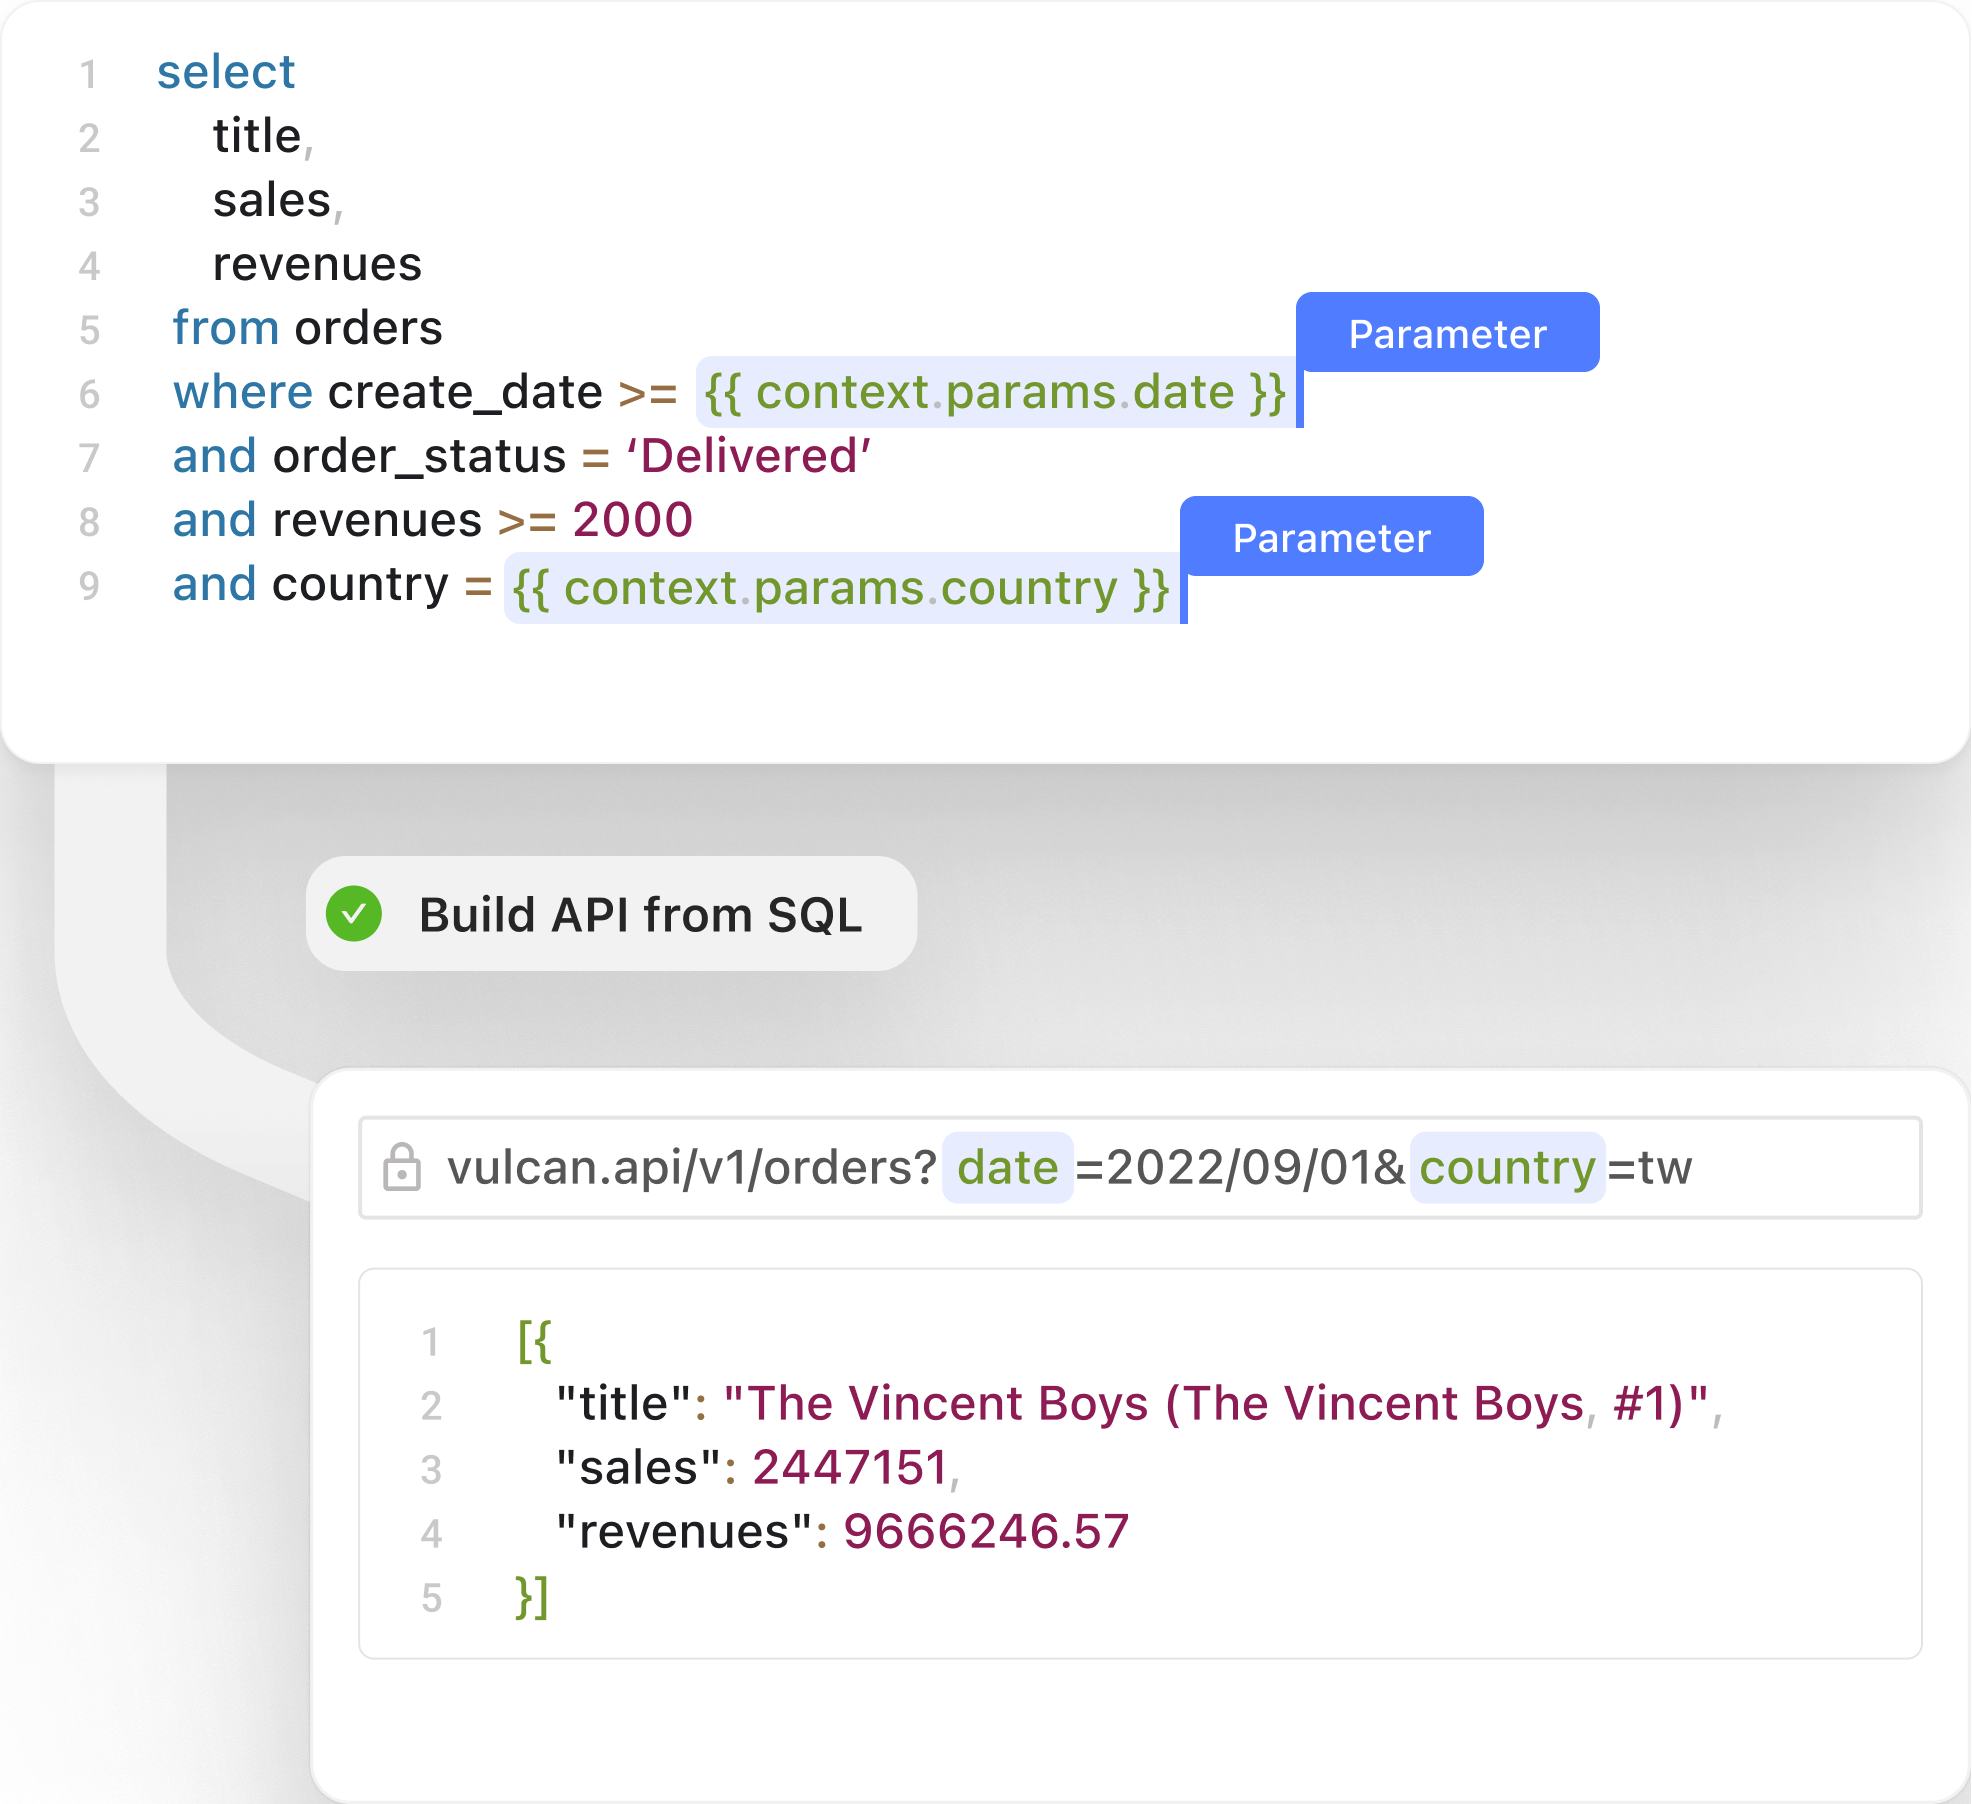 1 select
2 title,
3 sales,
4 revenues
5 from orders
Parameter
6 where create_date >= {{ context.params.date }}
7 and order_status = ‘Delivered’
8 and revenues >= 2000
Parameter
9 and country = {{ context.params.country }}
Build API from SQL
vulcan.api/v1/orders? date =2022/09/01& country =tw
1 [{
2 "title": "The Vincent Boys (The Vincent Boys, #1)",
3 "sales": 2447151,
4 "revenues": 9666246.57
5 }]